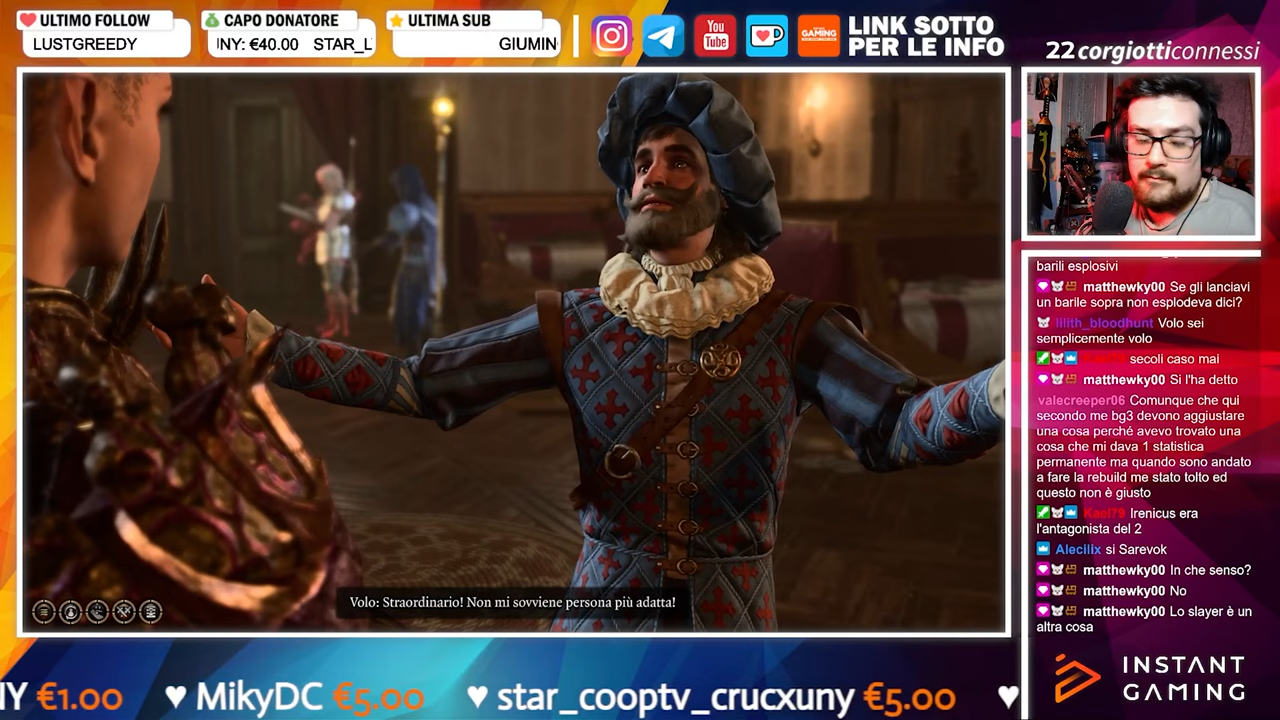 ULTIMO FOLLOW
LUSTGREEDY
CAPO DONATORE
NY: €40.00 STAR_L
ULTIMA SUB
GIUMIN
You
Tube
INSTANT
GAMING
LINK SOTTO
PER LE INFO
22corgiotticonnessi
barili esplosivi
matthewky00 Se gli lanciavi
un barile sopra non esplodeva dici?
lilith_bloodhunt Volo sei
semplicemente volo
Kael79 secoli caso mai
matthewky00 Si l'ha detto
valecreeper06 Comunque che qui
secondo me bg3 devono aggiustare
una cosa perché avevo trovato una
cosa che mi dava 1 statistica
permanente ma quando sono andato
a fare la rebuild me stato tolto ed
questo non è giusto
Kael79 Irenicus era
l'antagonista del 2
Alecilix si Sarevok
matthewky00 In che senso?
matthewky00 No
matthewky00 Lo slayer è un
altra cosa
Volo: Straordinario! Non mi sovviene persona più adatta!
INSTANT
GAMING
NY €1.00 ♥ MikyDC €5.00 ♥ star_cooptv_crucxuny €5.00 ♥